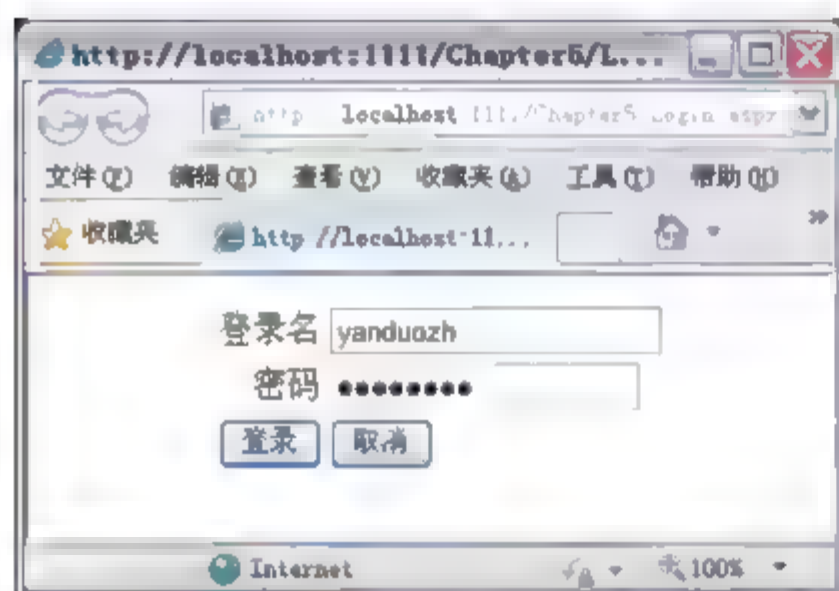 http://localhost:1111/Chapter5/L...
http localhost
文件(F) 编辑(E) 查看(V) 收藏夹(A) 工具(T) 帮助(H)
收藏夹 http://localhost:11...
登录名 yanduozh
密码 ●●●●●●●●
登录 取消
Internet 100%